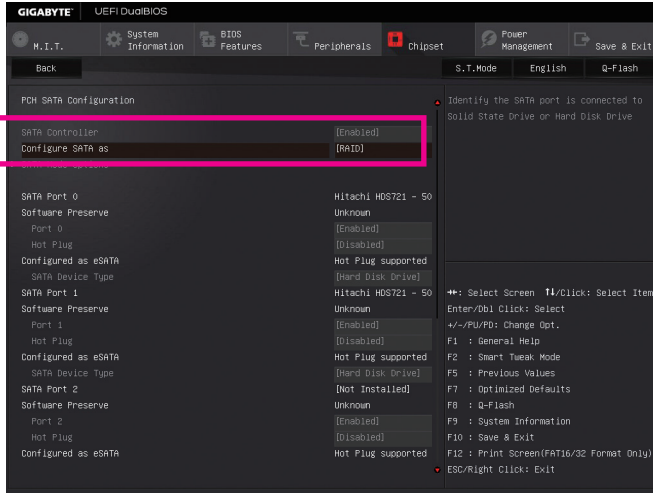 GIGABYTE™ UEFI DualBIOS
M.I.T. System Information BIOS Features Peripherals Chipset Power Management Save & Exit
Back S.T.Mode English Q-Flash
PCH SATA Configuration
Identify the SATA port is connected to
Solid State Drive or Hard Disk Drive
SATA Controller [Enabled]
Configure SATA as [RAID]
SATA Port 0 Hitachi HDS721 - 50
Software Preserve Unknown
Port 0 [Enabled]
Hot Plug [Disabled]
Configured as eSATA Hot Plug supported
SATA Device Type [Hard Disk Drive]
SATA Port 1 Hitachi HDS721 - 50
Software Preserve Unknown
Port 1 [Enabled]
Hot Plug [Disabled]
Configured as eSATA Hot Plug supported
SATA Device Type [Hard Disk Drive]
SATA Port 2 [Not Installed]
Software Preserve Unknown
Port 2 [Enabled]
Hot Plug [Disabled]
Configured as eSATA Hot Plug supported
→←: Select Screen ↑↓/Click: Select Item
Enter/Dbl Click: Select
+/-/PU/PD: Change Opt.
F1 : General Help
F2 : Smart Tweak Mode
F5 : Previous Values
F7 : Optimized Defaults
F8 : Q-Flash
F9 : System Information
F10 : Save & Exit
F12 : Print Screen(FAT16/32 Format Only)
ESC/Right Click: Exit